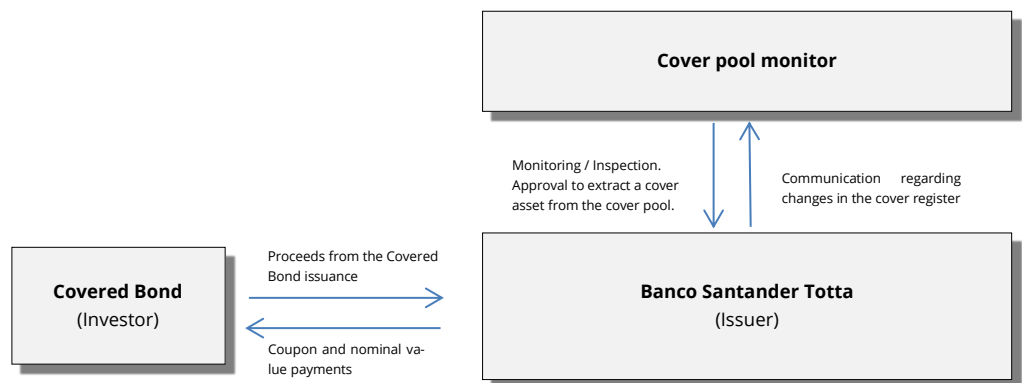 Cover pool monitor
Monitoring / Inspection.
Approval to extract a cover
asset from the cover pool.
Communication regarding
changes in the cover register
Proceeds from the Covered
Bond issuance
Covered Bond
(Investor)
Banco Santander Totta
(Issuer)
Coupon and nominal va-
lue payments